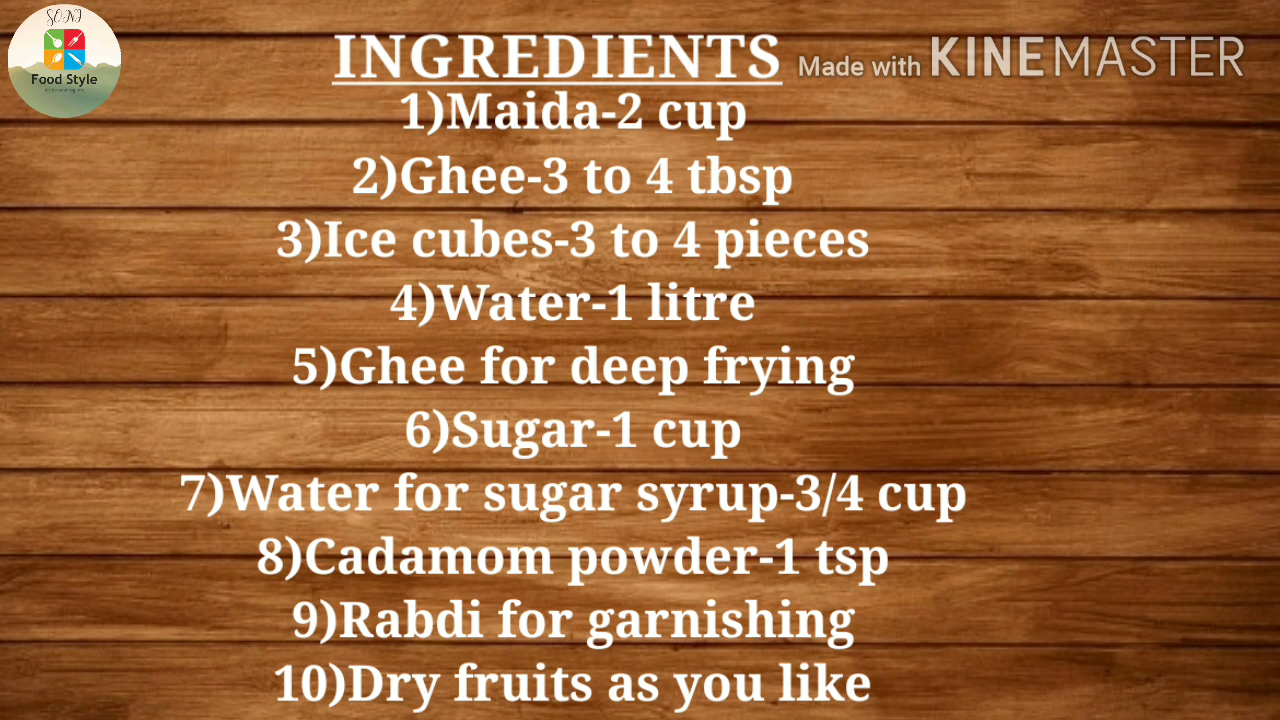 SONI
Food Style
INGREDIENTS
Made with KINEMASTER
1)Maida-2 cup
2)Ghee-3 to 4 tbsp
3)Ice cubes-3 to 4 pieces
4)Water-1 litre
5)Ghee for deep frying
6)Sugar-1 cup
7)Water for sugar syrup-3/4 cup
8)Cadamom powder-1 tsp
9)Rabdi for garnishing
10)Dry fruits as you like